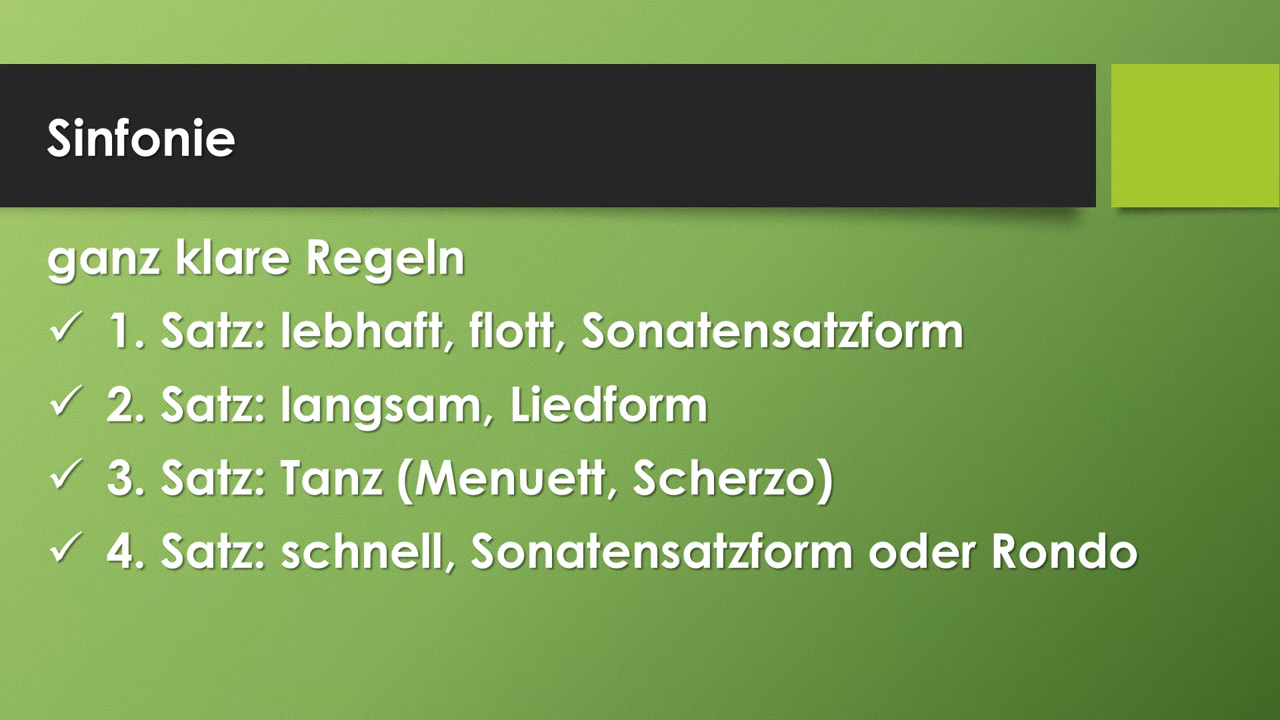 Sinfonie
ganz klare Regeln
✓ 1. Satz: lebhaft, flott, Sonatensatzform
✓ 2. Satz: langsam, Liedform
✓ 3. Satz: Tanz (Menuett, Scherzo)
✓ 4. Satz: schnell, Sonatensatzform oder Rondo